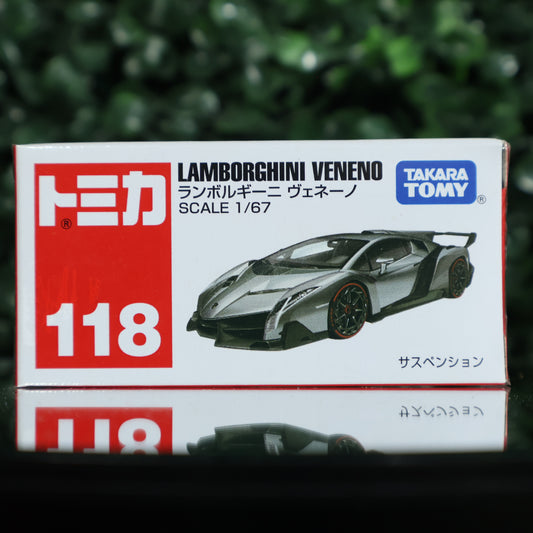 トミカ
®
118
LAMBORGHINI VENENO
ランボルギーニ ヴェネーノ
SCALE 1/67
TAKARA
TOMY
®
サスペンション